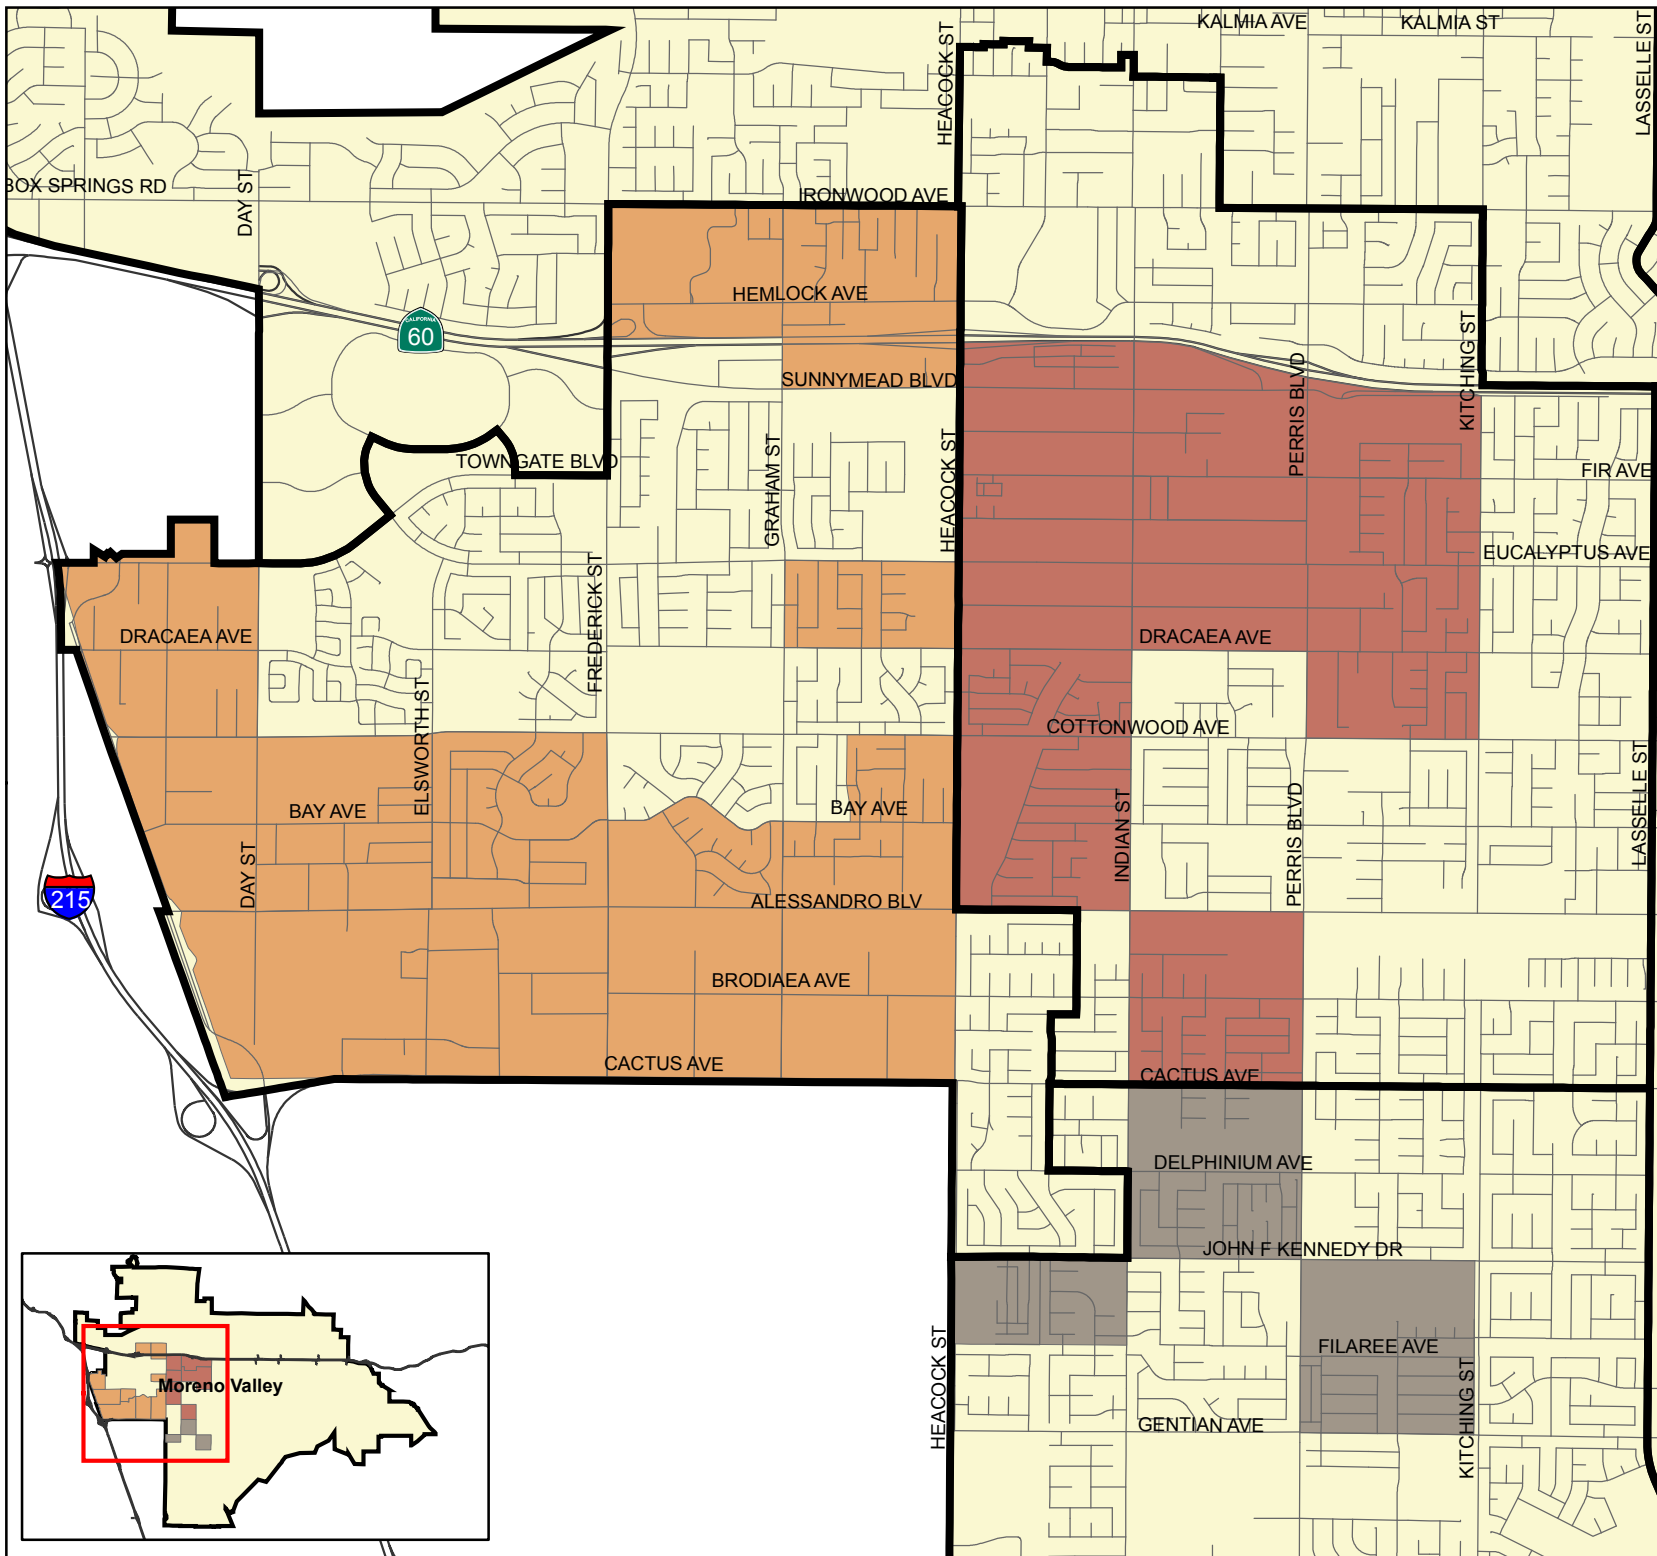 KALMIA AVE
KALMIA ST
LASSELLE ST
HEACOCK ST
BOX SPRINGS RD
DAY ST
IRONWOOD AVE
HEMLOCK AVE
CALIFORNIA
60
KITCHING ST
SUNNYMEAD BLVD
PERRIS BLVD
TOWNGATE BLVD
GRAHAM ST
HEACOCK ST
FIR AVE
EUCALYPTUS AVE
FREDERICK ST
DRACAEA AVE
DRACAEA AVE
ELSWORTH ST
COTTONWOOD AVE
BAY AVE
BAY AVE
INDIAN ST
PERRIS BLVD
LASSELLE ST
DAY ST
215
ALESSANDRO BLV
BRODIAEA AVE
CACTUS AVE
CACTUS AVE
DELPHINIUM AVE
JOHN F KENNEDY DR
HEACOCK ST
FILAREE AVE
KITCHING ST
GENTIAN AVE
Moreno Valley